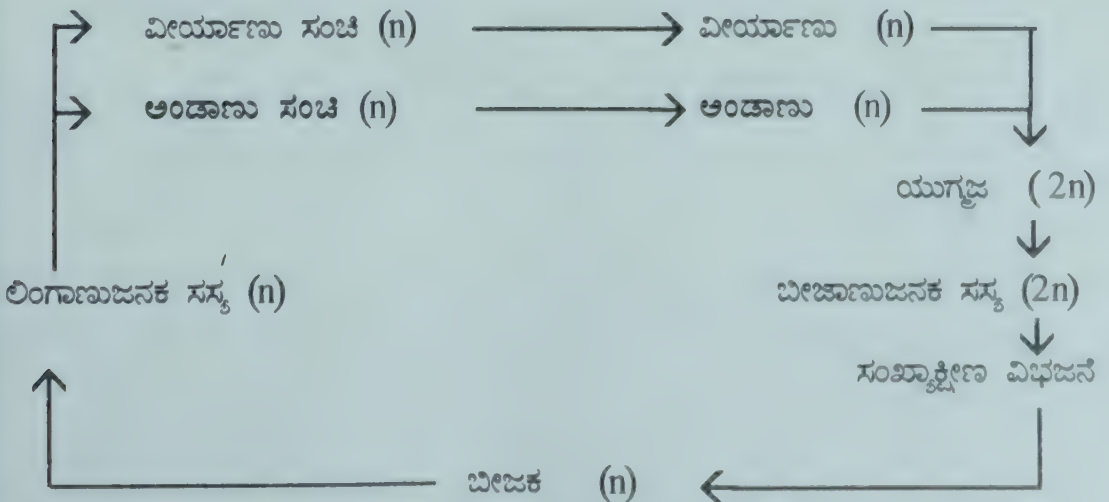 ವೀರ್ಯಾಣು ಸಂಚಿ (n) ವೀರ್ಯಾಣು (n)
ಅಂಡಾಣು ಸಂಚಿ (n) ಅಂಡಾಣು (n)
ಯುಗ್ಮಜ (2n)
ಲಿಂಗಾಣುಜನಕ ಸಸ್ಯ (n) ಬೀಜಾಣುಜನಕ ಸಸ್ಯ (2n)
ಸಂಖ್ಯಾಕ್ಷೀಣ ವಿಭಜನೆ
ಬೀಜಕ (n)